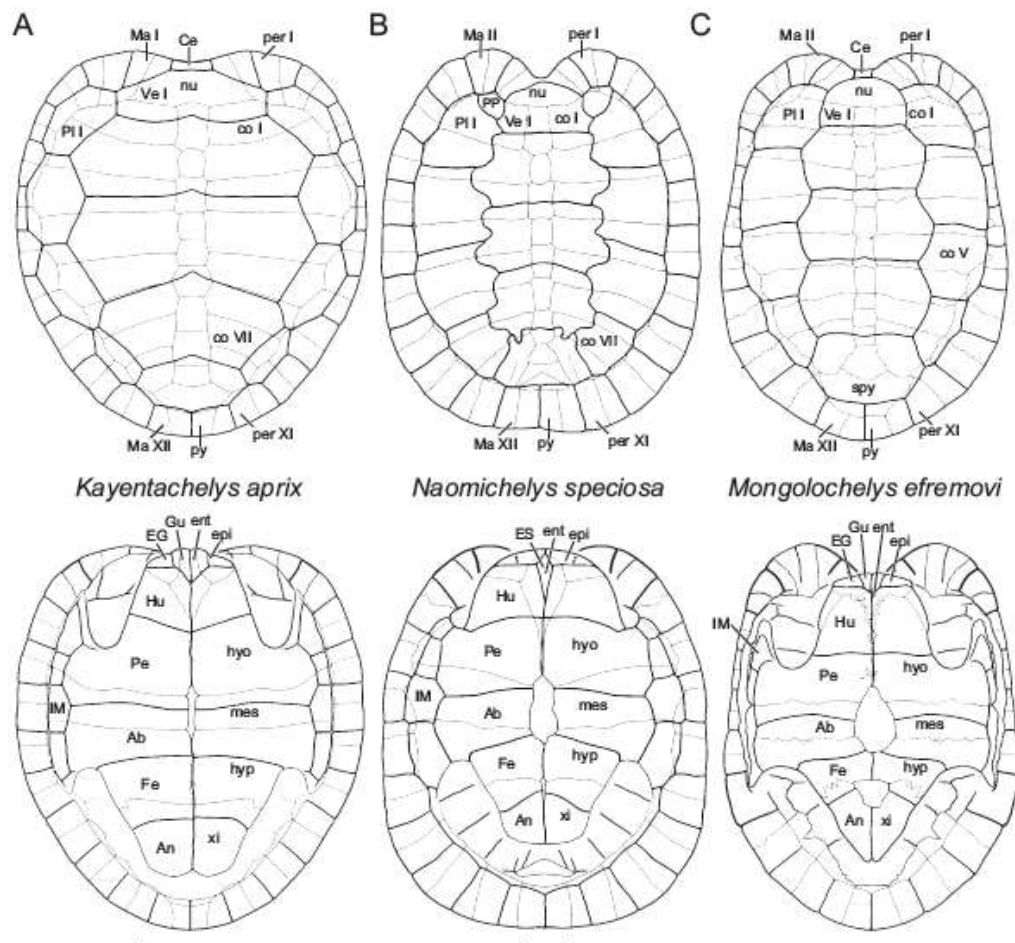 A
Ma I
Ce
per I
nu
Ve I
Pl I
co I
co VII
Ma XII
py
per XI
B
Ma II
per I
PP
nu
Pl I
Ve I
co I
co VII
Ma XII
py
per XI
C
Ma II
Ce
per I
nu
Pl I
Ve I
co I
co V
spy
Ma XII
py
per XI
Kayentachelys aprix
Naomichelys speciosa
Mongolochelys efremovi
EG
Gu
ent
epi
Hu
Pe
hyo
IM
mes
Ab
Fe
hyp
An
xi
ES
ent
epi
Hu
Pe
hyo
IM
Ab
mes
Fe
hyp
An
xi
EG
Gu
ent
epi
IM
Hu
Pe
hyo
Ab
mes
Fe
hyp
An
xi